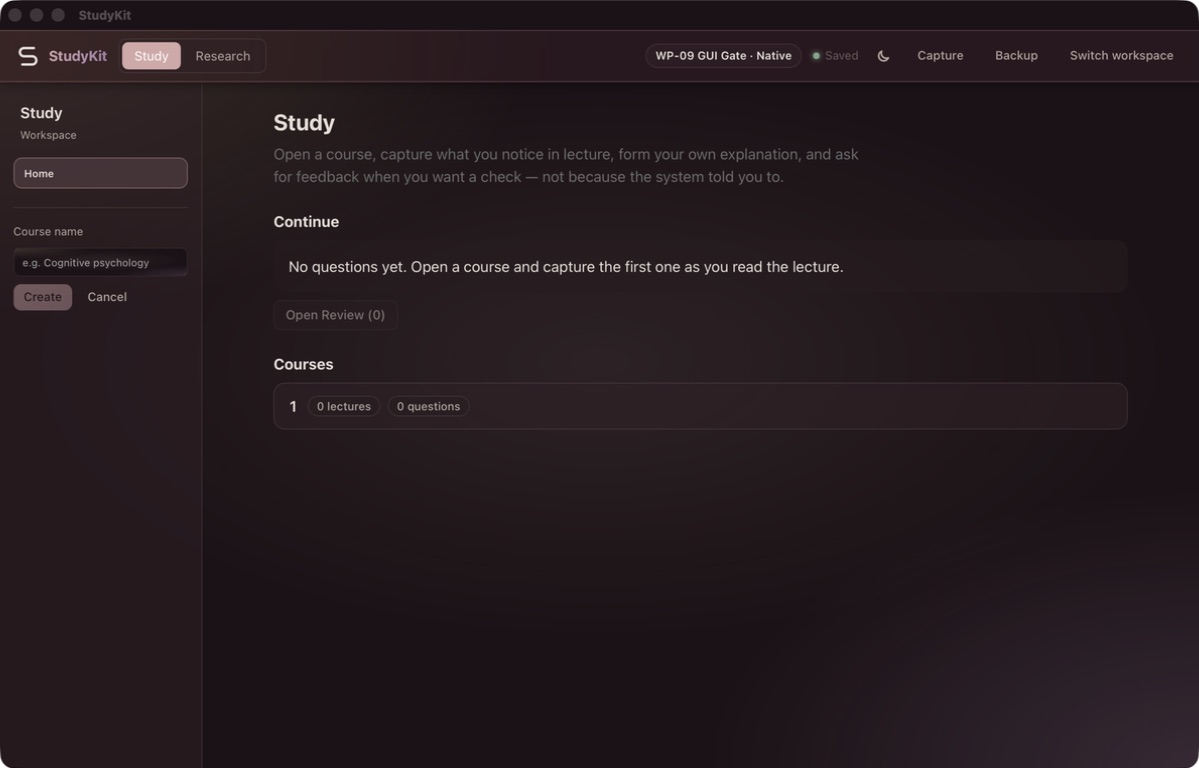 StudyKit
StudyKit
Study
Research
WP-09 GUI Gate · Native
Saved
Capture
Backup
Switch workspace
Study
Workspace
Home
Course name
e.g. Cognitive psychology
Create
Cancel
Study
Open a course, capture what you notice in lecture, form your own explanation, and ask
for feedback when you want a check — not because the system told you to.
Continue
No questions yet. Open a course and capture the first one as you read the lecture.
Open Review (0)
Courses
1
0 lectures
0 questions